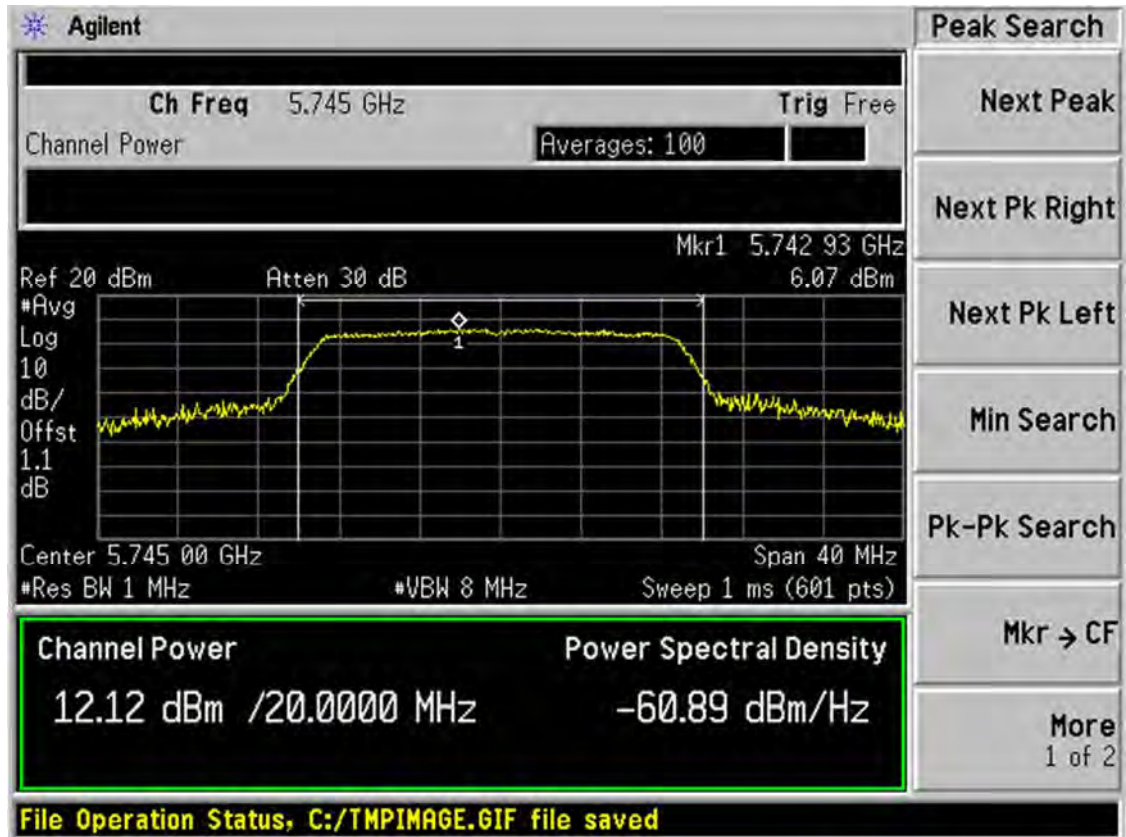 Agilent
Peak Search
Ch Freq 5.745 GHz Trig Free
Channel Power Averages: 100
Mkr1 5.742 93 GHz
Ref 20 dBm Atten 30 dB 6.07 dBm
#Avg
Log
10
dB/
Offst
1.1
dB
1
Center 5.745 00 GHz Span 40 MHz
#Res BW 1 MHz #VBW 8 MHz Sweep 1 ms (601 pts)
Channel Power Power Spectral Density
12.12 dBm /20.0000 MHz -60.89 dBm/Hz
File Operation Status, C:/TMPIMAGE.GIF file saved
Next Peak
Next Pk Right
Next Pk Left
Min Search
Pk-Pk Search
Mkr → CF
More
1 of 2